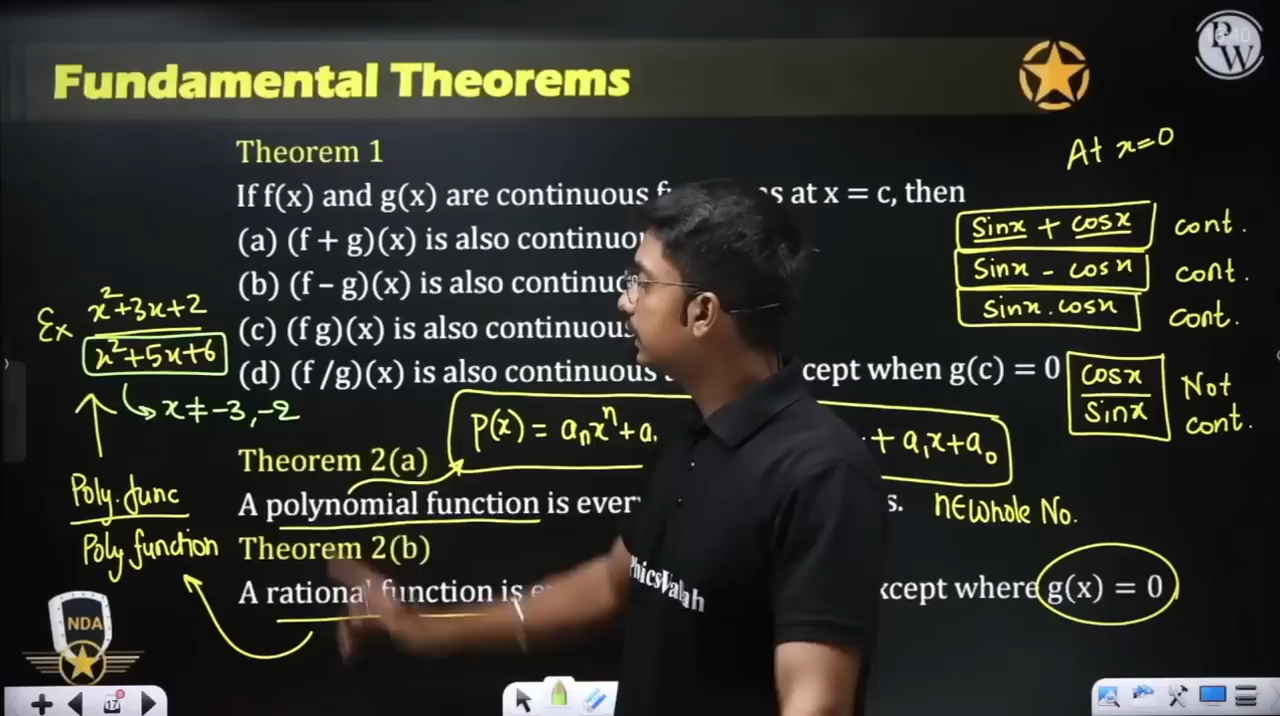 Fundamental Theorems
PW
Theorem 1
At x=0
If f(x) and g(x) are continuous f s at x = c, then
(a) (f + g)(x) is also continuo
sinx + cosx cont.
(b) (f – g)(x) is also continuo
sinx - cosx cont.
(c) (f g)(x) is also continuous
sinx . cosx cont.
(d) (f /g)(x) is also continuous cept when g(c) = 0
cosx
sinx
Not
cont.
Ex x²+3x+2
x²+5x+6
x ≠ -3, -2
P(x) = aₙxⁿ+a + a₁x+a₀
Theorem 2(a)
A polynomial function is ever s. n∈Whole No.
Poly. func
Poly function
Theorem 2(b)
A rational function is e xcept where g(x) = 0
hicsWallah
NDA
17